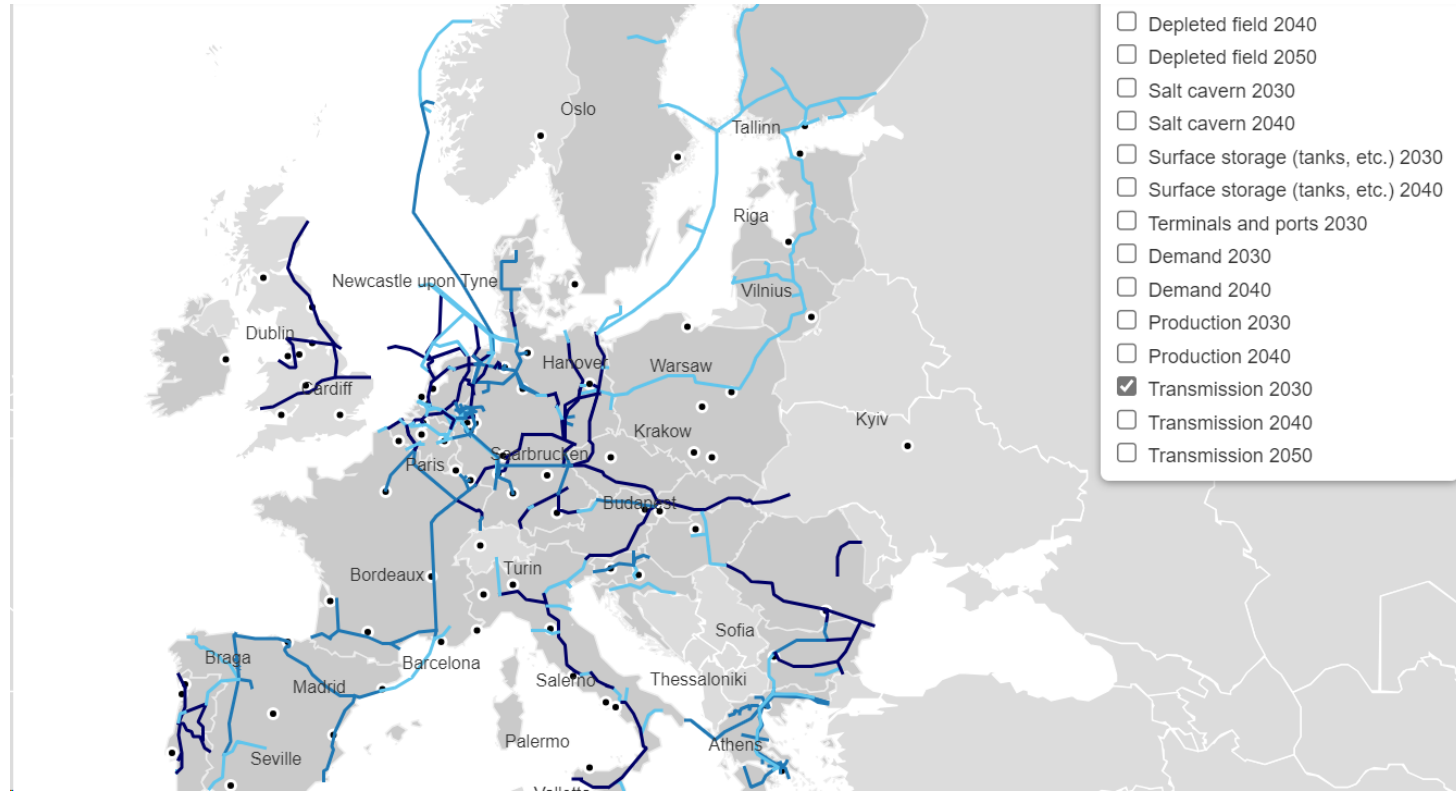 Depleted field 2040
Depleted field 2050
Salt cavern 2030
Salt cavern 2040
Surface storage (tanks, etc.) 2030
Surface storage (tanks, etc.) 2040
Terminals and ports 2030
Demand 2030
Demand 2040
Production 2030
Production 2040
Transmission 2030
Transmission 2040
Transmission 2050
Oslo
Tallinn
Riga
Newcastle upon Tyne
Vilnius
Dublin
Hanover
Warsaw
Cardiff
Kyiv
Krakow
Saarbrucken
Paris
Budapest
Turin
Bordeaux
Sofia
Braga
Barcelona
Madrid
Salerno
Thessaloniki
Palermo
Athens
Seville